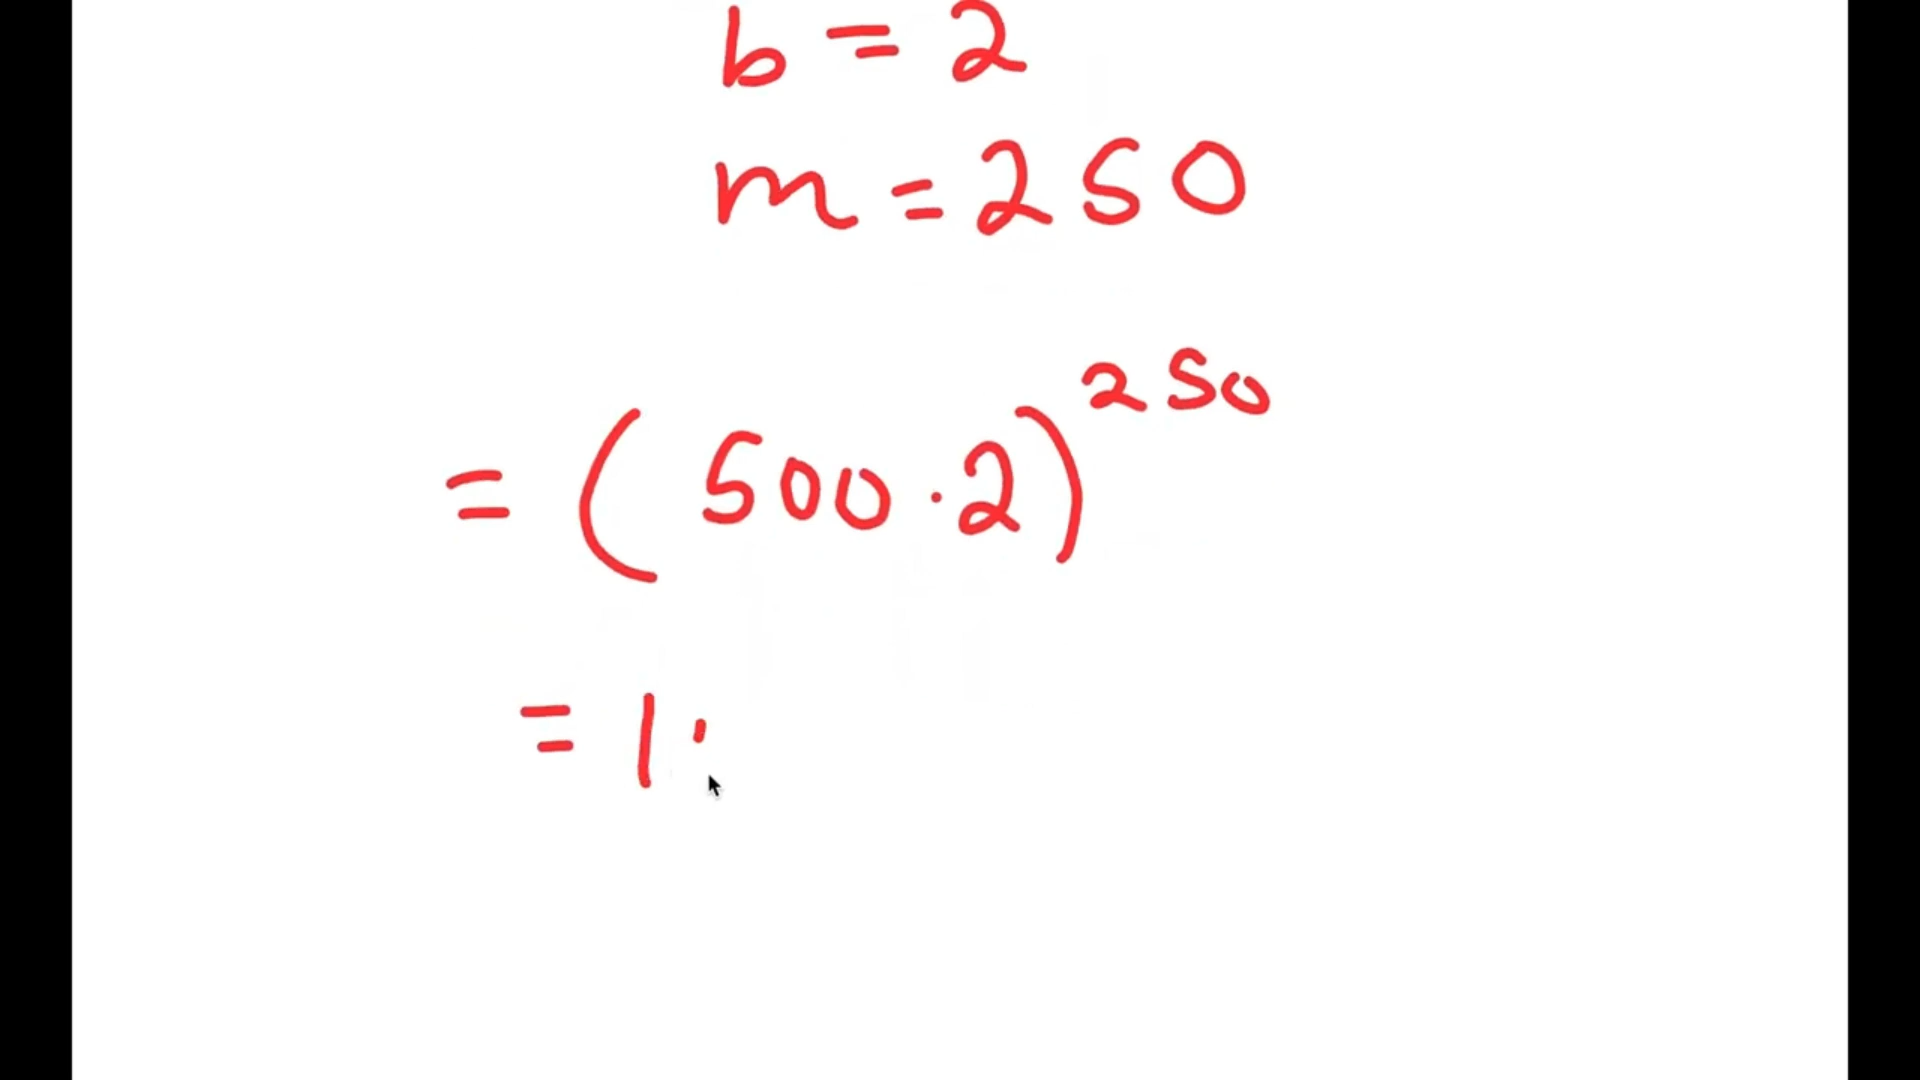 b = 2
m = 250
= (500·2)^250
= 1